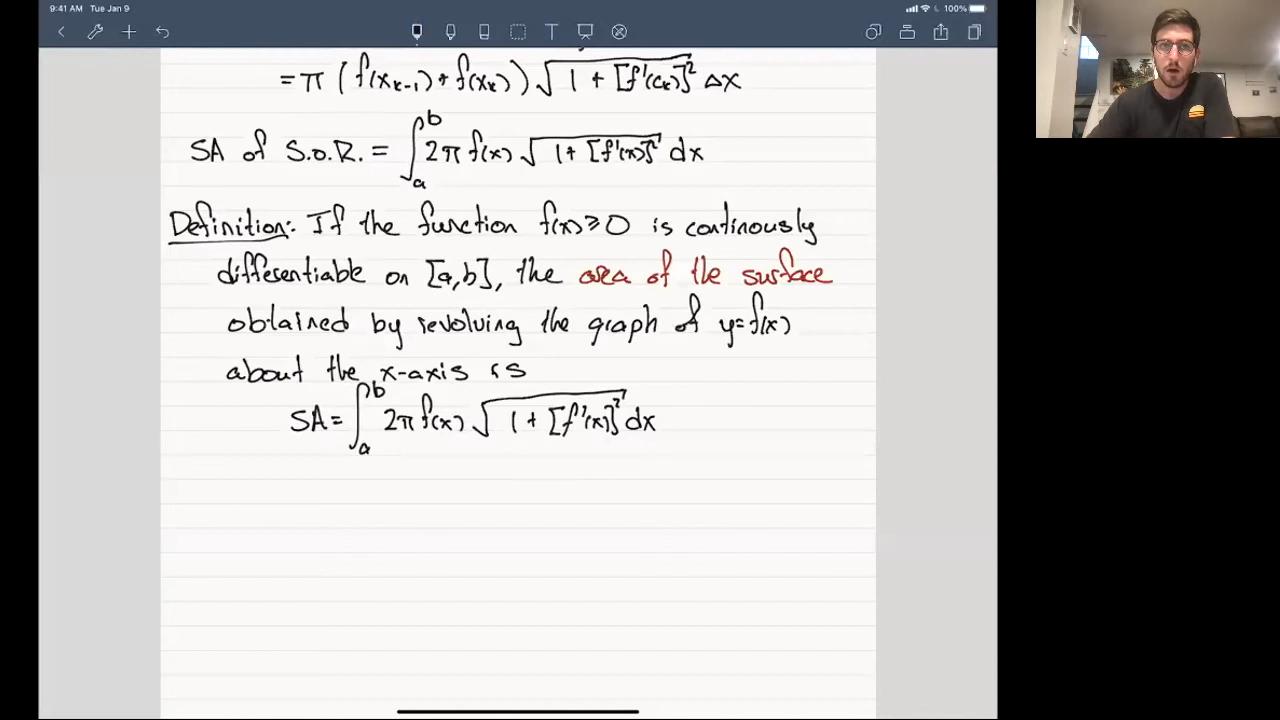 9:41 AM Tue Jan 9 100%
= π (f(xₖ₋₁) + f(xₖ)) √(1 + [f'(cₖ)]²) Δx
SA of S.o.R. = ∫ₐᵇ 2π f(x) √(1 + [f'(x)]²) dx
Definition: If the function f(x) ≥ 0 is continously
differentiable on [a,b], the area of the surface
obtained by revolving the graph of y=f(x)
about the x-axis is
SA = ∫ₐᵇ 2π f(x) √(1 + [f'(x)]²) dx